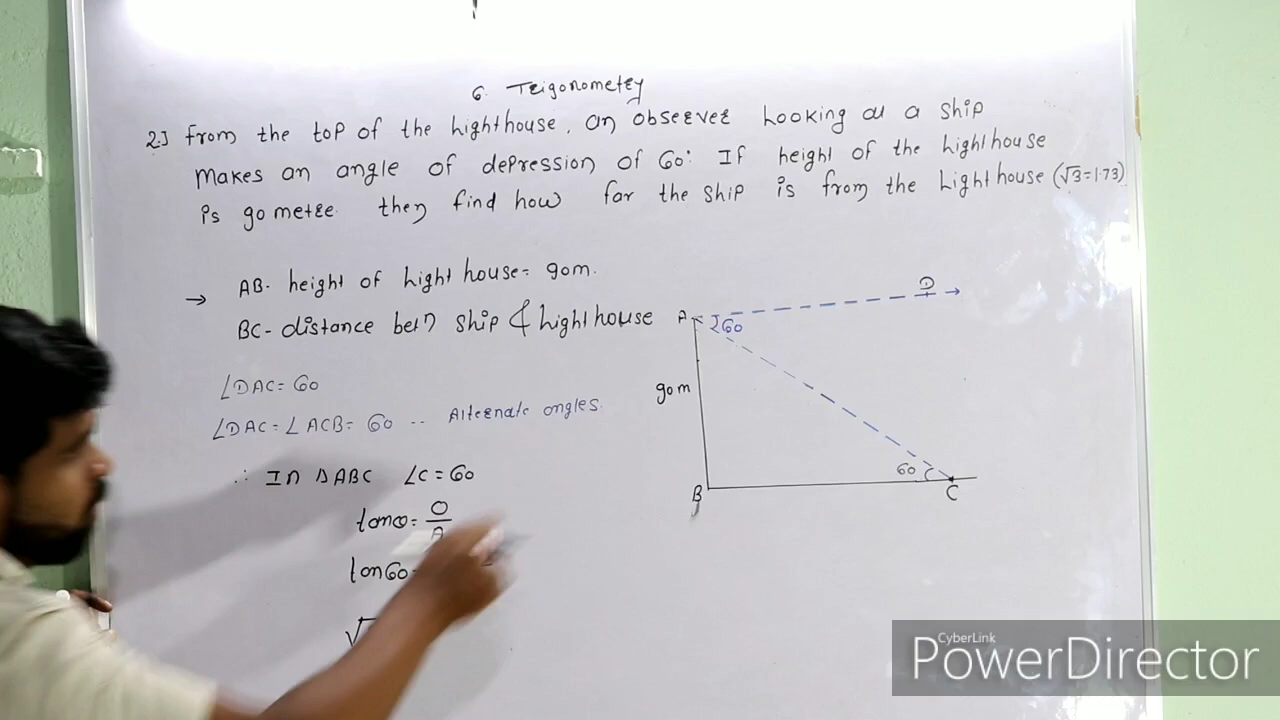 6. Trigonometry
2.] From the top of the lighthouse, an observer looking at a ship
makes an angle of depression of 60°. If height of the lighthouse
is 90 metre then find how far the ship is from the Lighthouse (√3=1.73)
→ AB- height of Light house = 90m.
BC- distance betn ship & lighthouse
∠DAC= 60
∠DAC = ∠ACB= 60 -- Alternate angles.
∴ In ΔABC ∠C = 60
tanθ = O/A
tan60=
√
A
60
D
90m
B
60
C
CyberLink
PowerDirector